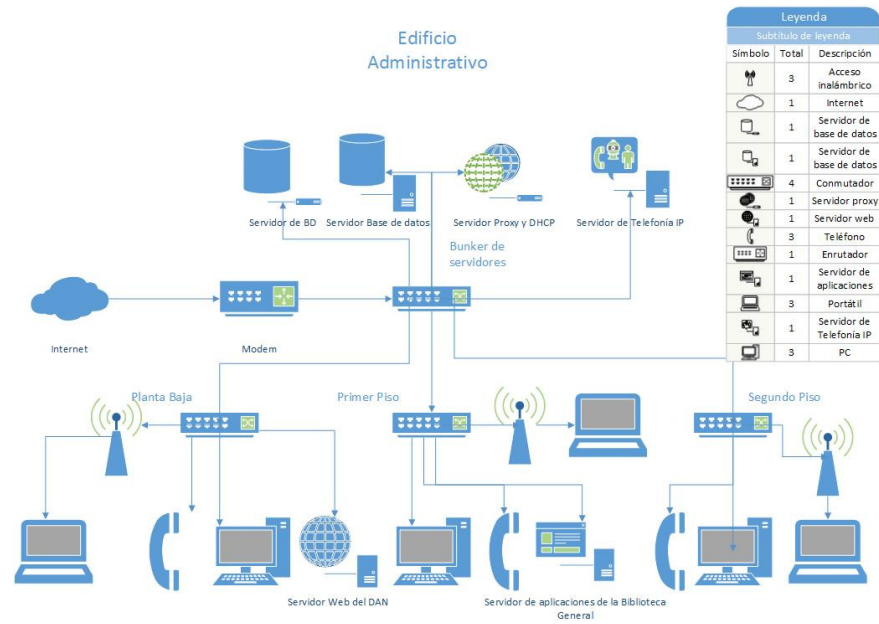 Edificio
Administrativo
Leyenda
Subtítulo de leyenda
Símbolo Total Descripción
3 Acceso
inalámbrico
1 Internet
1 Servidor de
base de datos
1 Servidor de
base de datos
4 Conmutador
1 Servidor proxy
1 Servidor web
3 Teléfono
1 Enrutador
1 Servidor de
aplicaciones
3 Portátil
1 Servidor de
Telefonía IP
3 PC
Servidor de BD
Servidor Base de datos
Servidor Proxy y DHCP
Servidor de Telefonía IP
Bunker de
servidores
Internet
Modem
Planta Baja
Primer Piso
Segundo Piso
Servidor Web del DAN
Servidor de aplicaciones de la Biblioteca
General